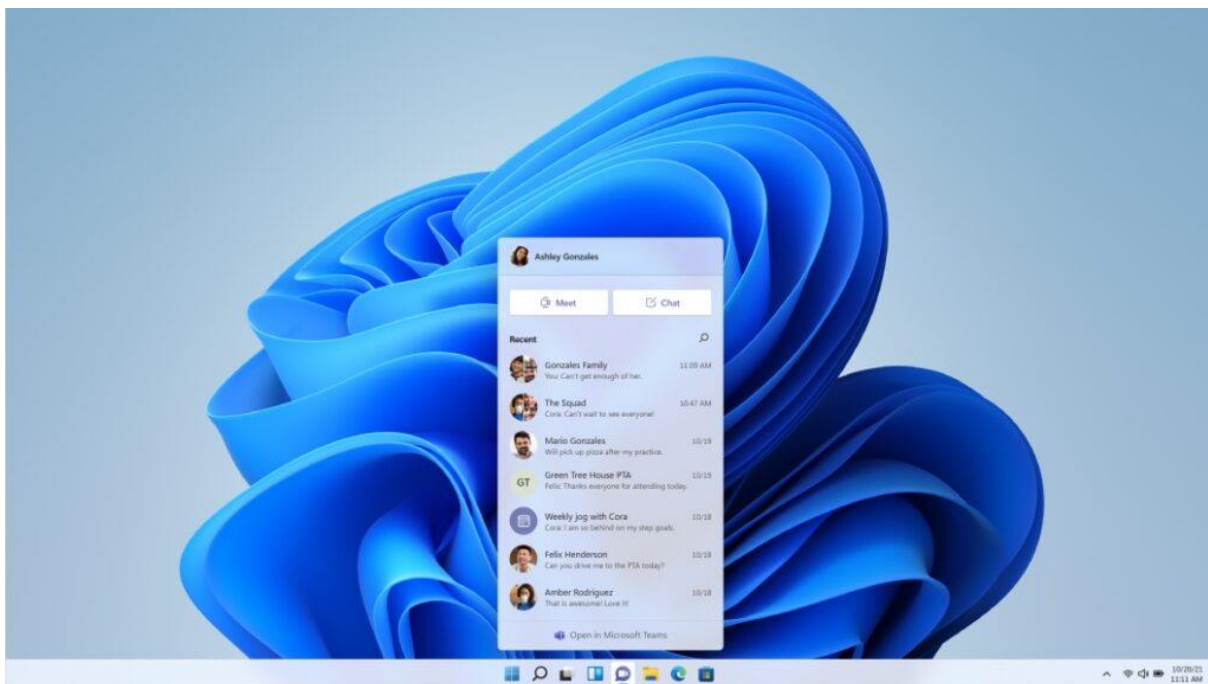 Ashley Gonzales
Meet
Chat
Recent
Gonzales Family 11:09 AM
You: Can't get enough of her.
The Squad 10:47 AM
Cora: Can't wait to see everyone!
Mario Gonzales 10/19
Will pick up pizza after my practice.
GT
Green Tree House PTA 10/19
Felix: Thanks everyone for attending today.
Weekly jog with Cora 10/18
Cora: I am so behind on my step goals.
Felix Henderson 10/18
Can you drive me to the PTA today?
Amber Rodriguez 10/18
That is awesome! Love it!
Open in Microsoft Teams
10/20/21
11:11 AM